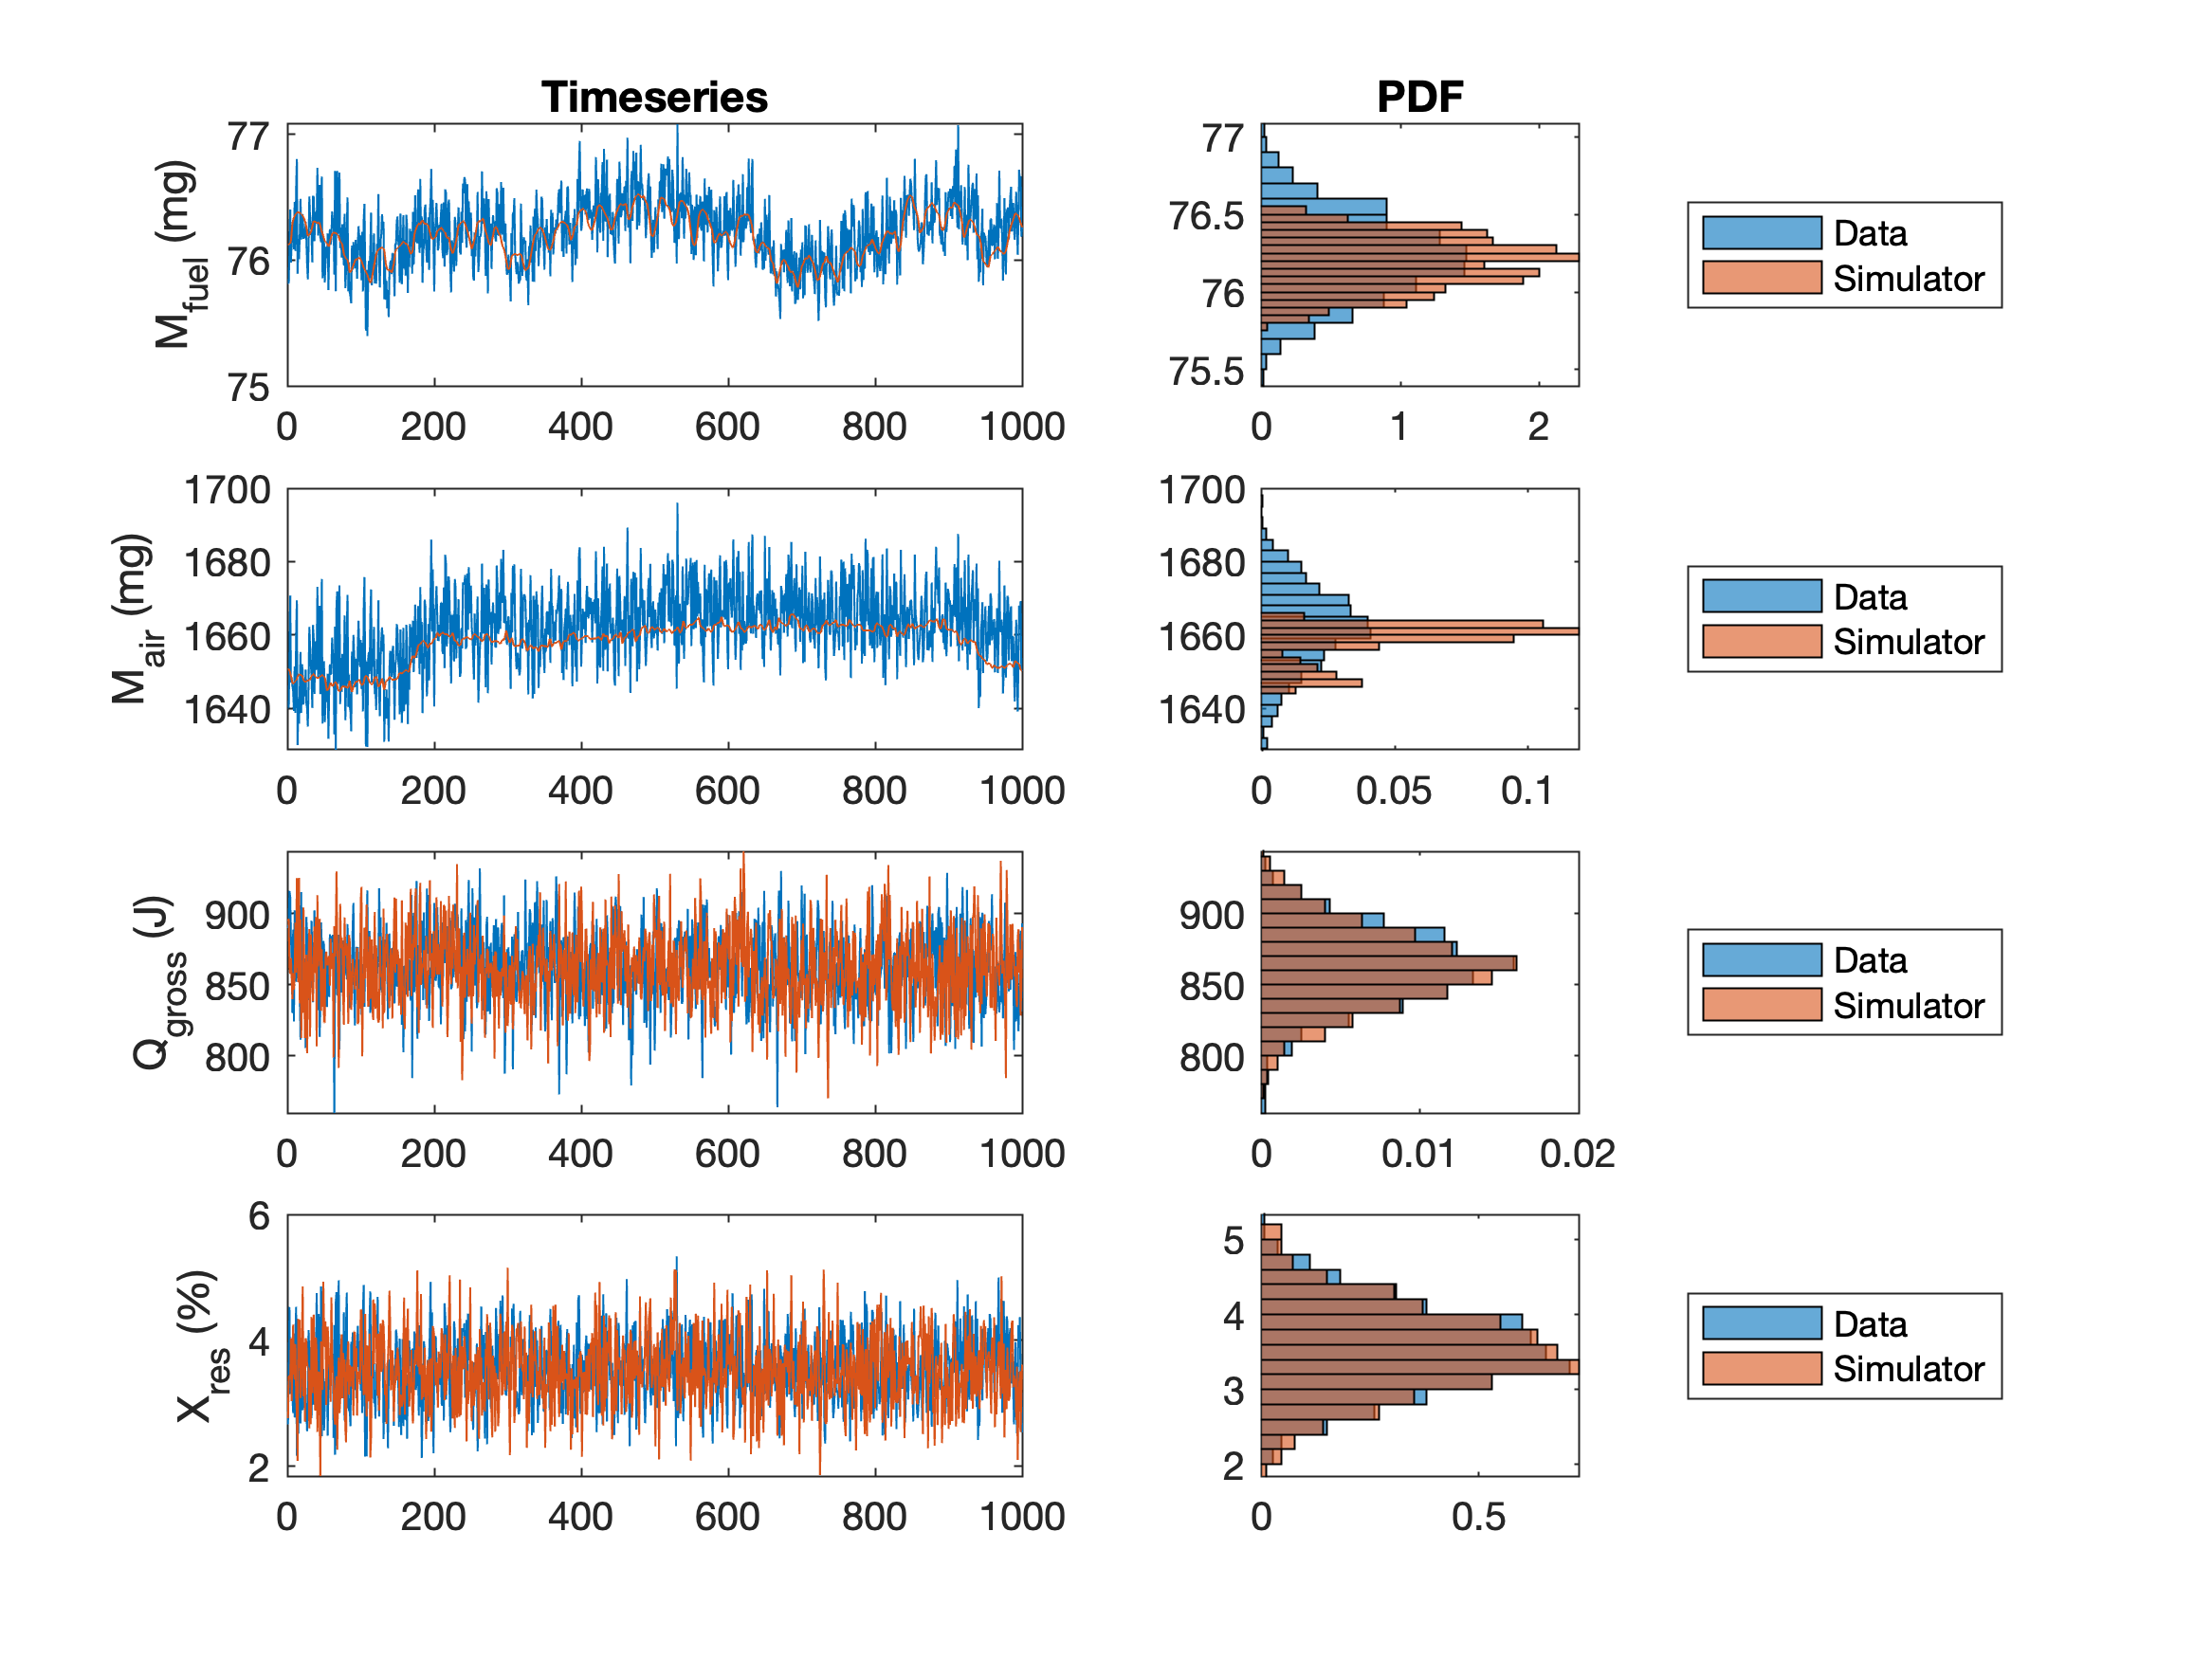 Timeseries
PDF
M_fuel (mg)
77
76
75
0 200 400 600 800 1000
77
76.5
76
75.5
0 1 2
Data
Simulator
M_air (mg)
1700
1680
1660
1640
0 200 400 600 800 1000
1700
1680
1660
1640
0 0.05 0.1
Data
Simulator
Q_gross (J)
900
850
800
0 200 400 600 800 1000
900
850
800
0 0.01 0.02
Data
Simulator
X_res (%)
6
4
2
0 200 400 600 800 1000
5
4
3
2
0 0.5
Data
Simulator